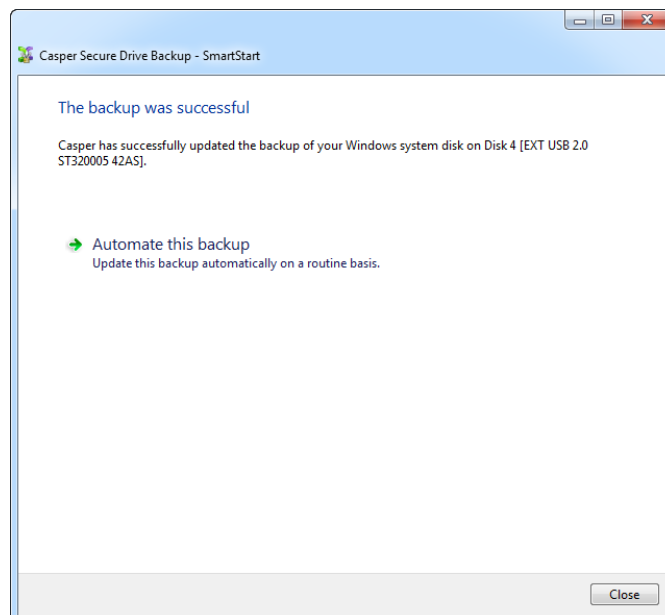 Casper Secure Drive Backup - SmartStart
The backup was successful
Casper has successfully updated the backup of your Windows system disk on Disk 4 [EXT USB 2.0
ST320005 42AS].
Automate this backup
Update this backup automatically on a routine basis.
Close